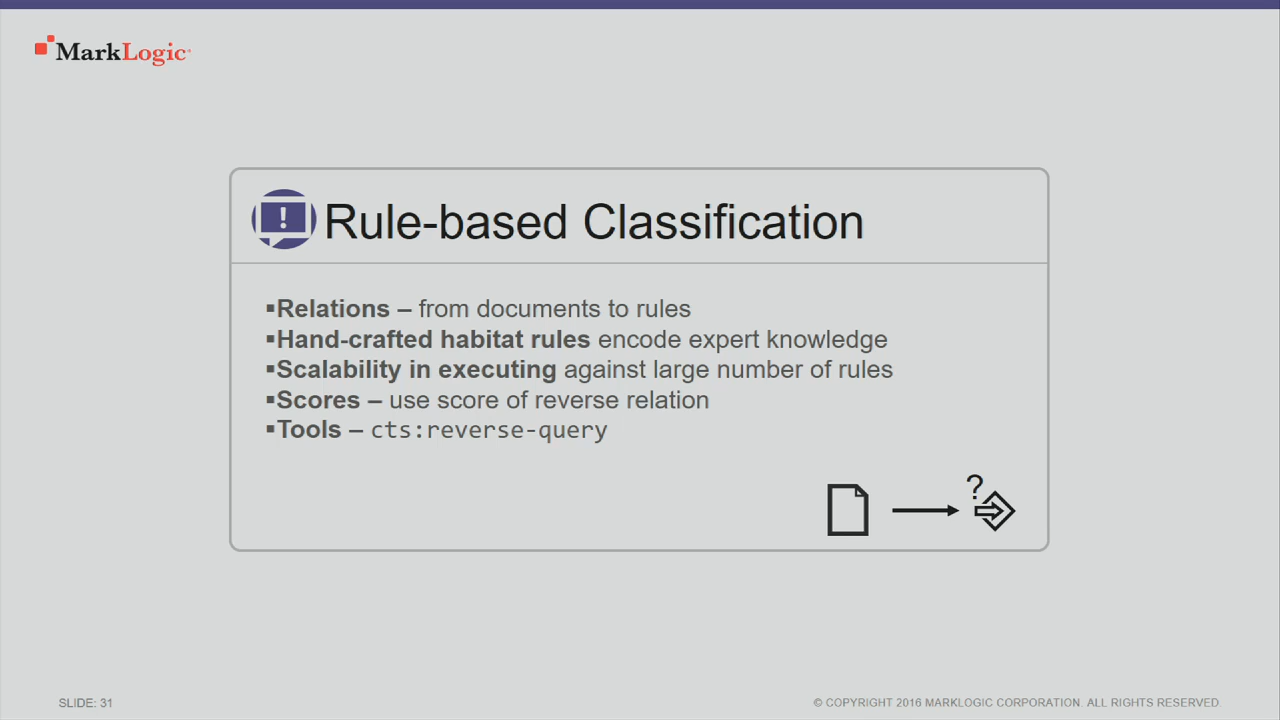 MarkLogic
! Rule-based Classification
▪Relations – from documents to rules
▪Hand-crafted habitat rules encode expert knowledge
▪Scalability in executing against large number of rules
▪Scores – use score of reverse relation
▪Tools – cts:reverse-query
?
SLIDE: 31
© COPYRIGHT 2016 MARKLOGIC CORPORATION. ALL RIGHTS RESERVED.